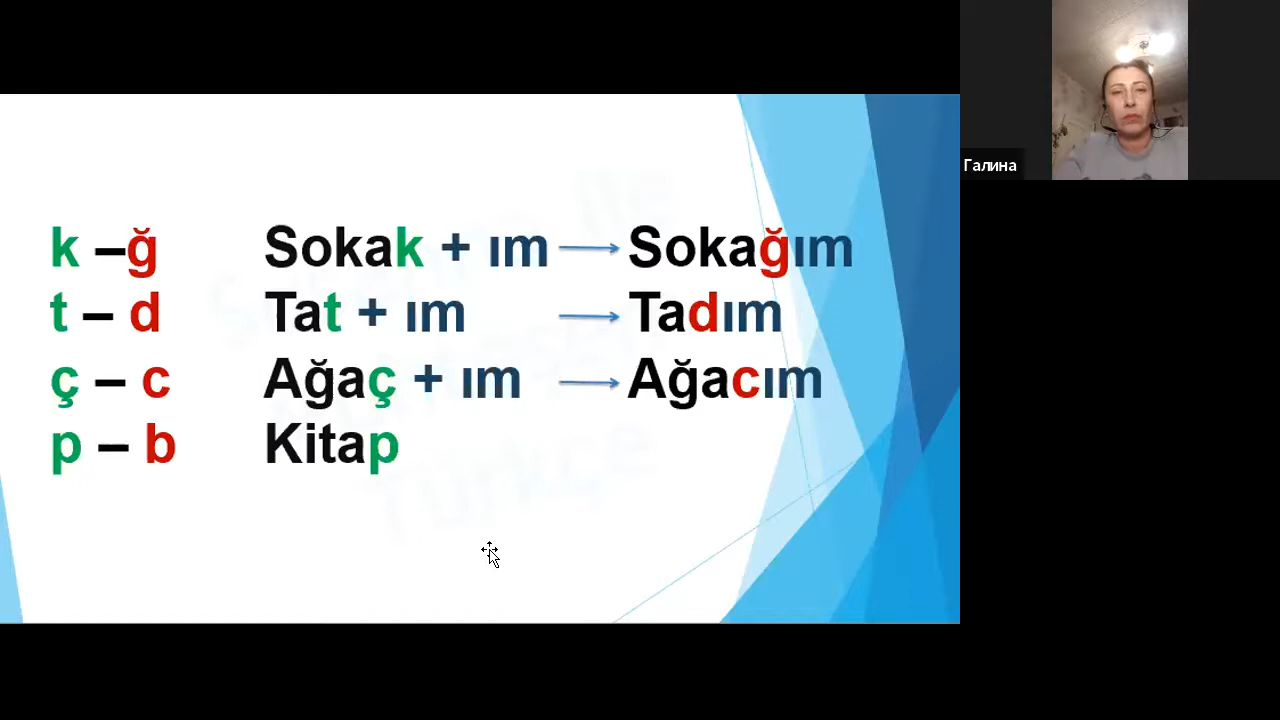 k –ğ Sokak + ım → Sokağım
t – d Tat + ım → Tadım
ç – c Ağaç + ım → Ağacım
p – b Kitap
Галина